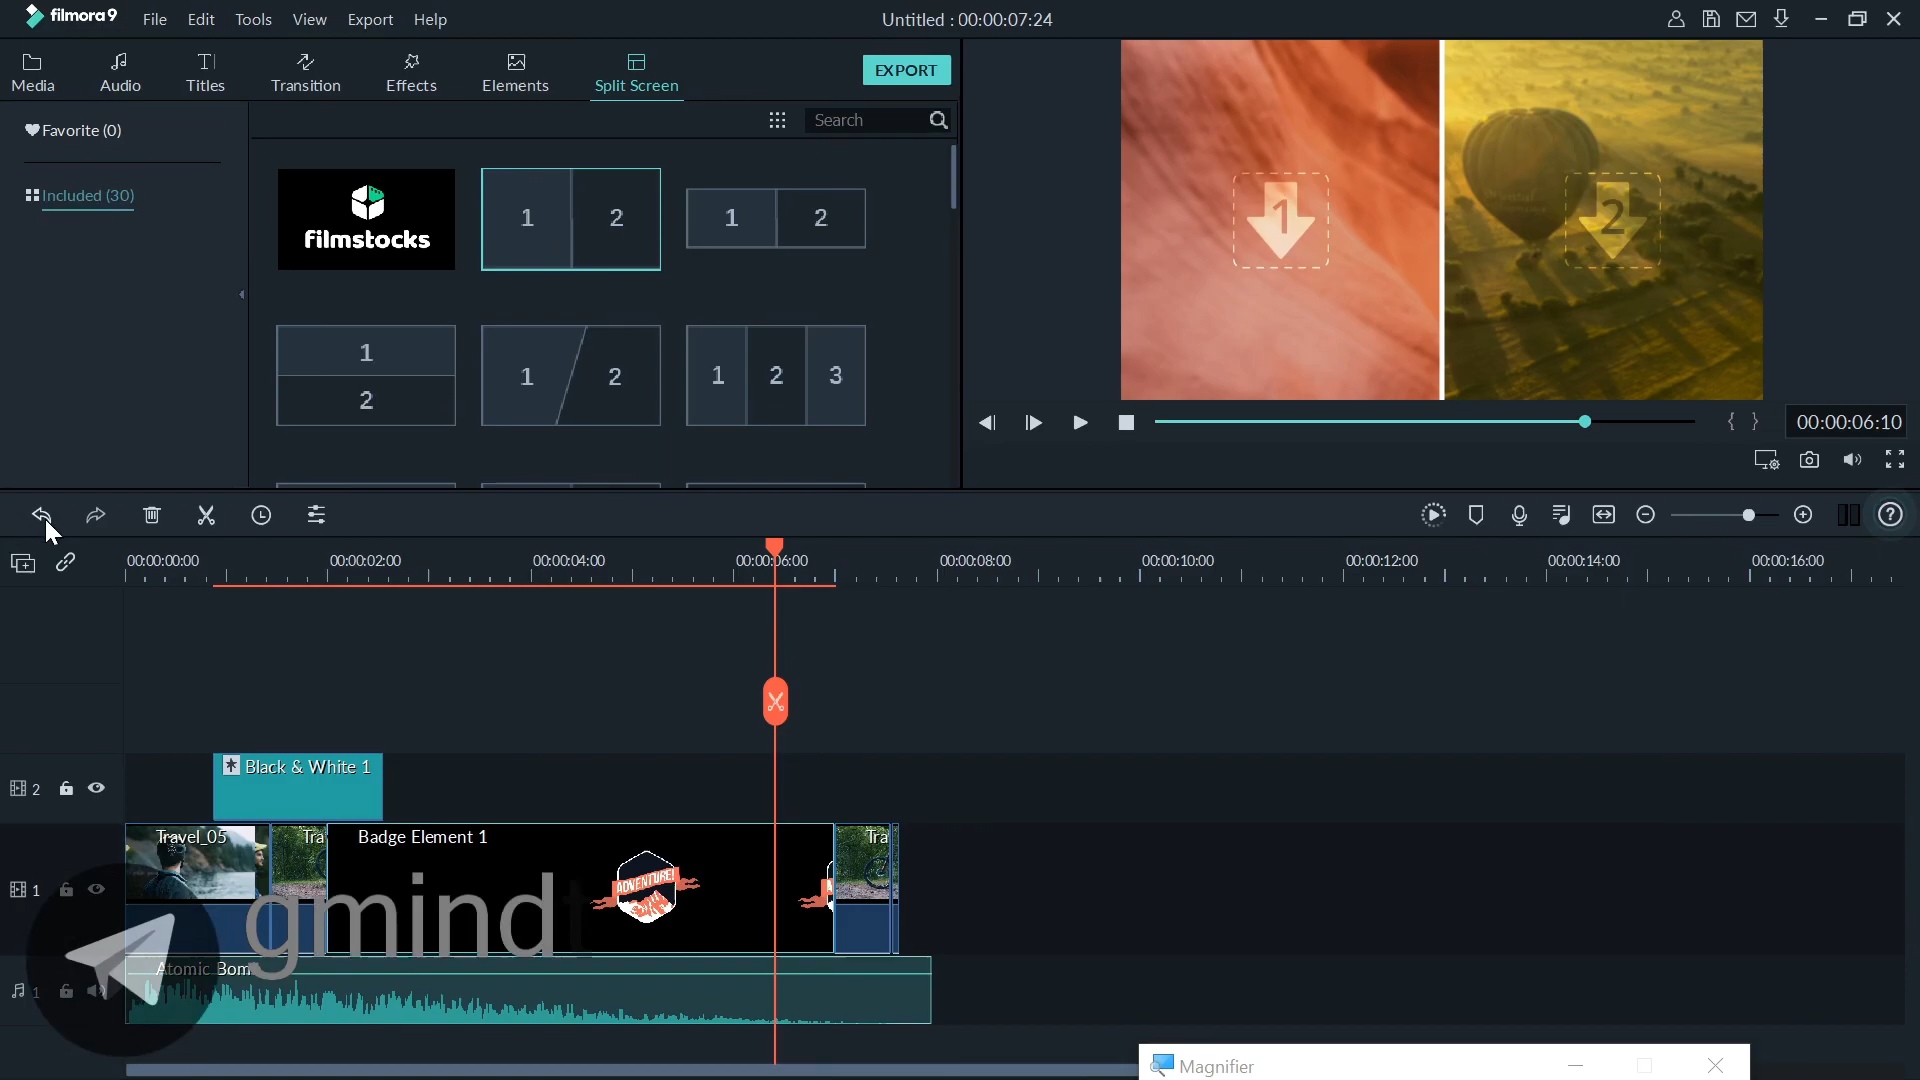 filmora9 File Edit Tools View Export Help Untitled : 00:00:07:24
Media Audio Titles Transition Effects Elements Split Screen EXPORT
Favorite (0)
Search
Included (30)
filmstocks
1 2
1 2
1
2
1 2
1 2 3
1 2
{ } 00:00:06:10
00:00:00:00 00:00:02:00 00:00:04:00 00:00:06:00 00:00:08:00 00:00:10:00 00:00:12:00 00:00:14:00 00:00:16:00
2 Black & White 1
Travel_05 Tra Badge Element 1 Tra
1 ADVENTURE!
gmind
Atomic Bom
1
Magnifier